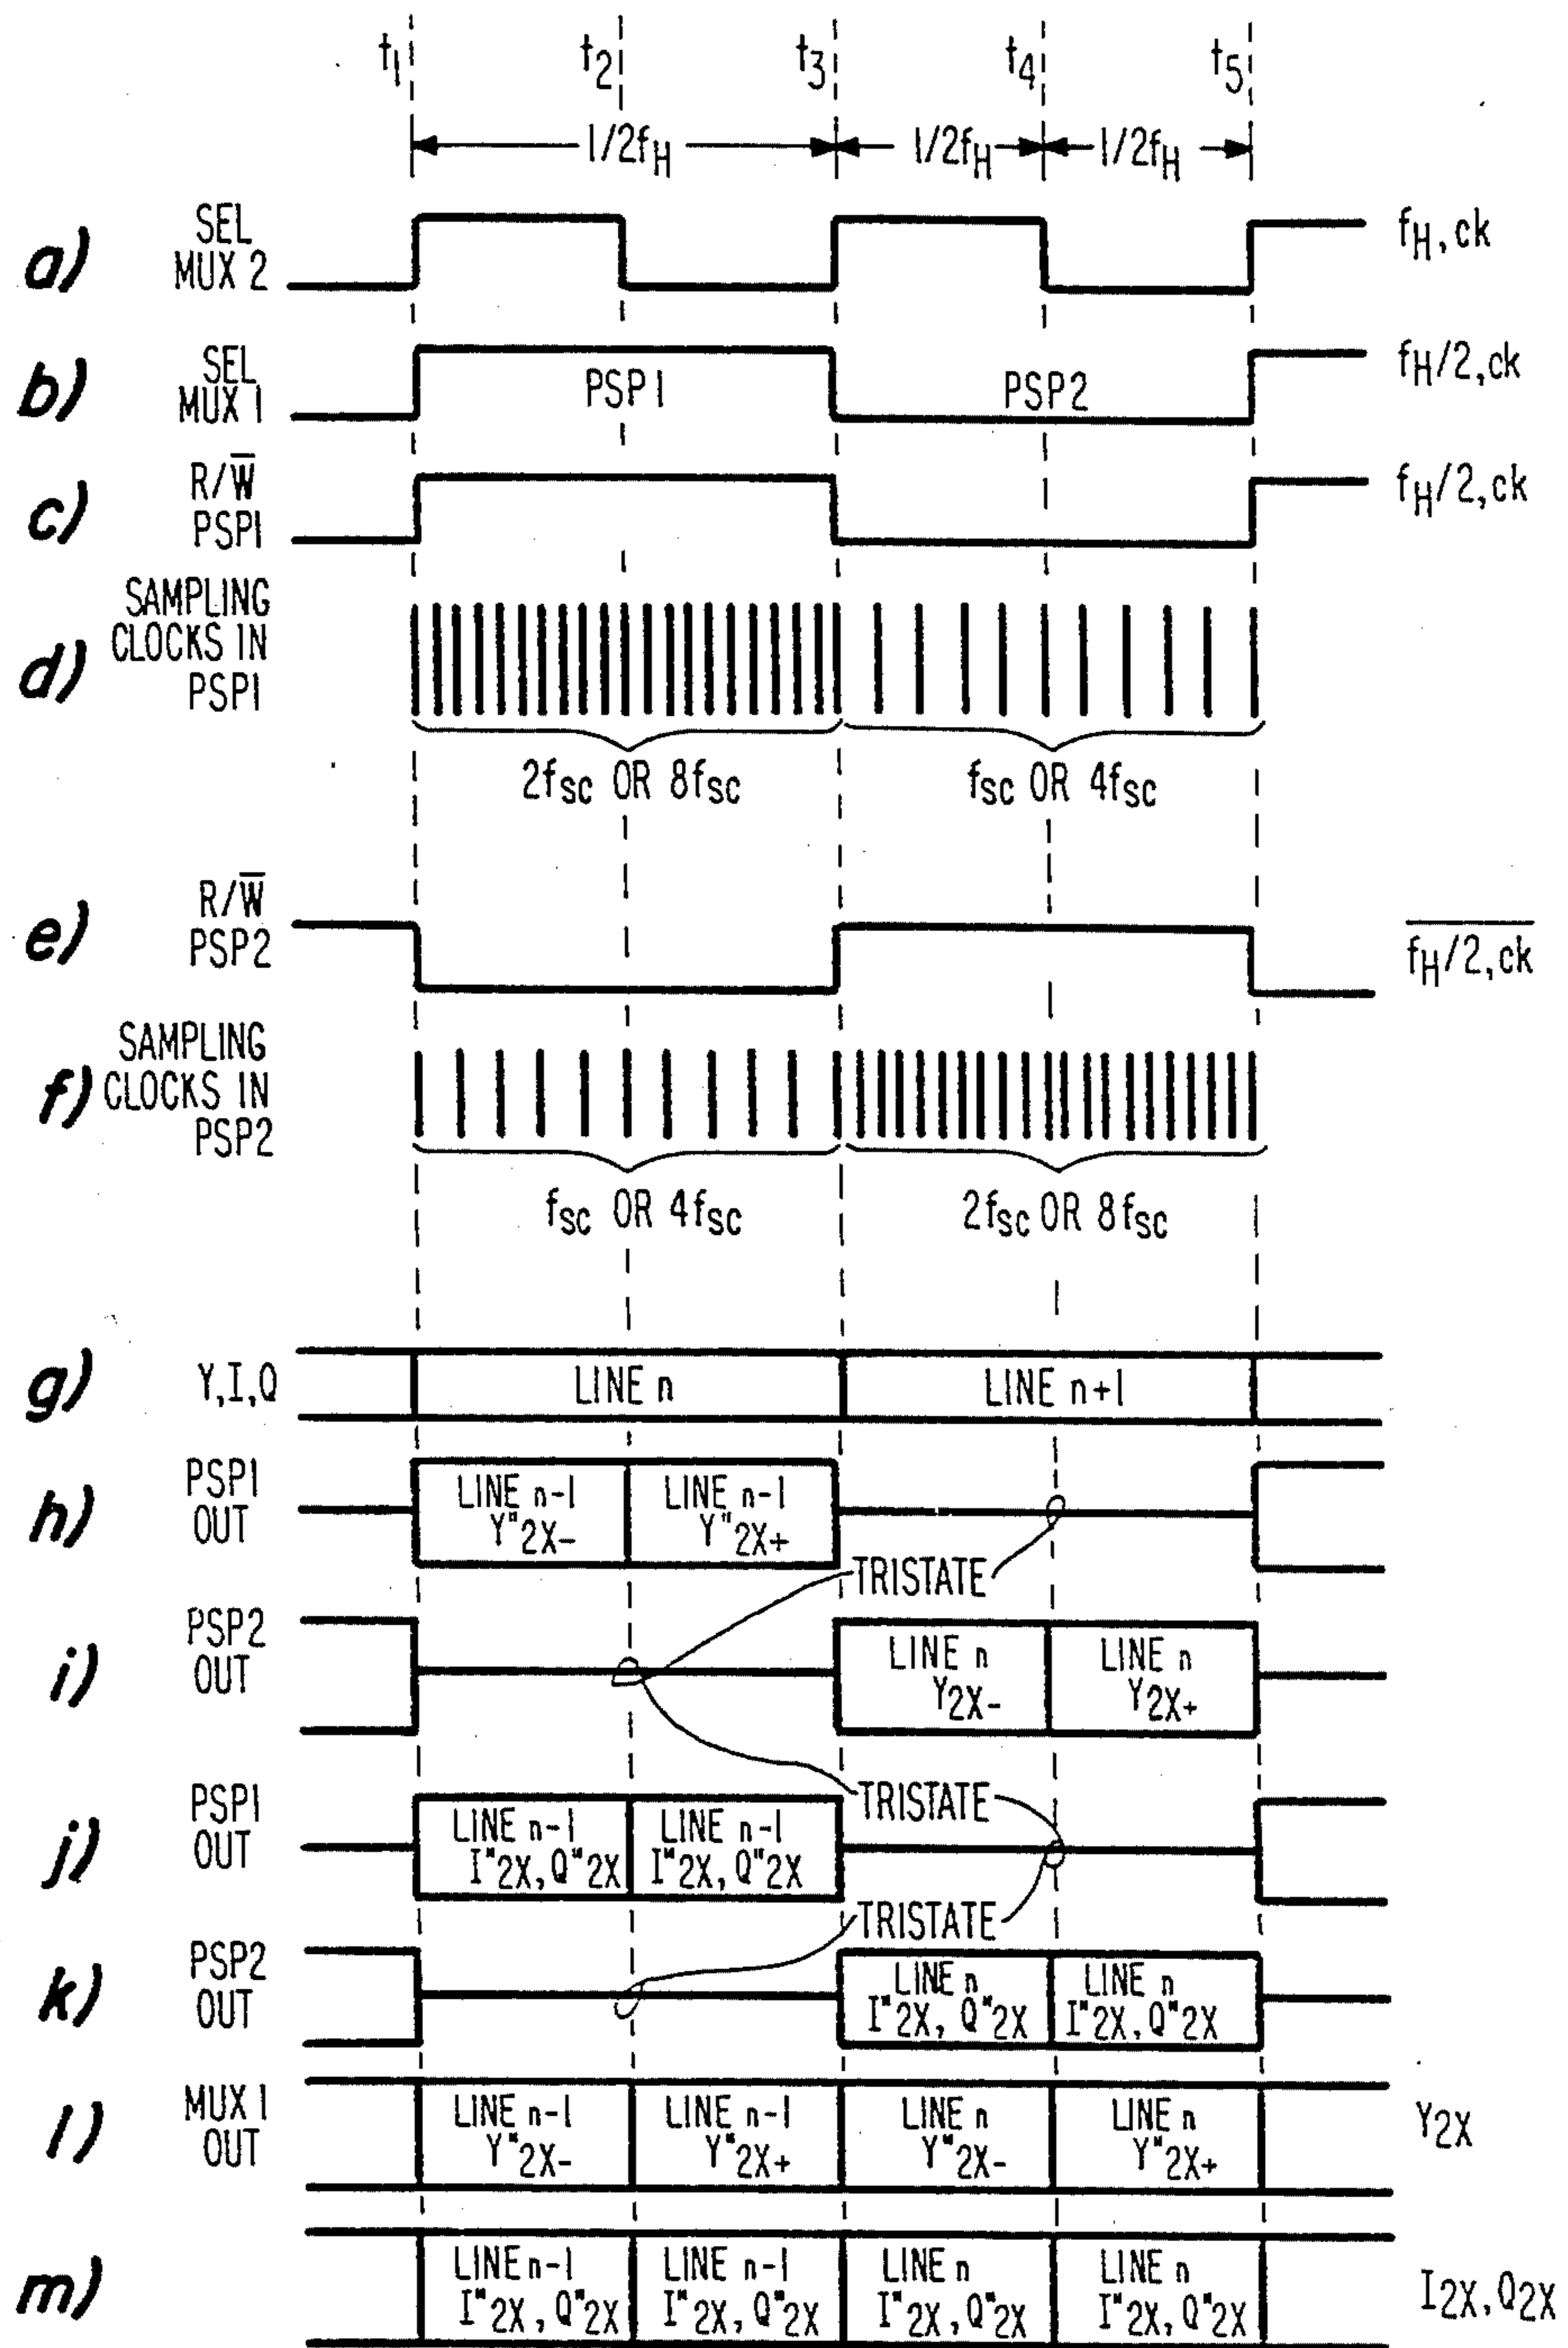 t1 t2 t3 t4 t5
1/2fH 1/2fH 1/2fH
a) SEL MUX 2 fH,ck
b) SEL MUX 1 PSP1 PSP2 fH/2,ck
c) R/W̅ PSP1 fH/2,ck
d) SAMPLING CLOCKS IN PSP1
2fsc OR 8fsc fsc OR 4fsc
e) R/W̅ PSP2 f̅H̅/̅2̅,̅c̅k̅
f) SAMPLING CLOCKS IN PSP2
fsc OR 4fsc 2fsc OR 8fsc
g) Y,I,Q LINE n LINE n+1
h) PSP1 OUT LINE n-1 Y"2X- LINE n-1 Y"2X+
TRISTATE
i) PSP2 OUT LINE n Y2X- LINE n Y2X+
TRISTATE
j) PSP1 OUT LINE n-1 I"2X, Q"2X LINE n-1 I"2X, Q"2X
TRISTATE
k) PSP2 OUT LINE n I"2X, Q"2X LINE n I"2X, Q"2X
l) MUX 1 OUT LINE n-1 Y"2X- LINE n-1 Y"2X+ LINE n Y"2X- LINE n Y"2X+ Y2X
m) LINE n-1 I"2X, Q"2X LINE n-1 I"2X, Q"2X LINE n I"2X, Q"2X LINE n I"2X, Q"2X I2X, Q2X